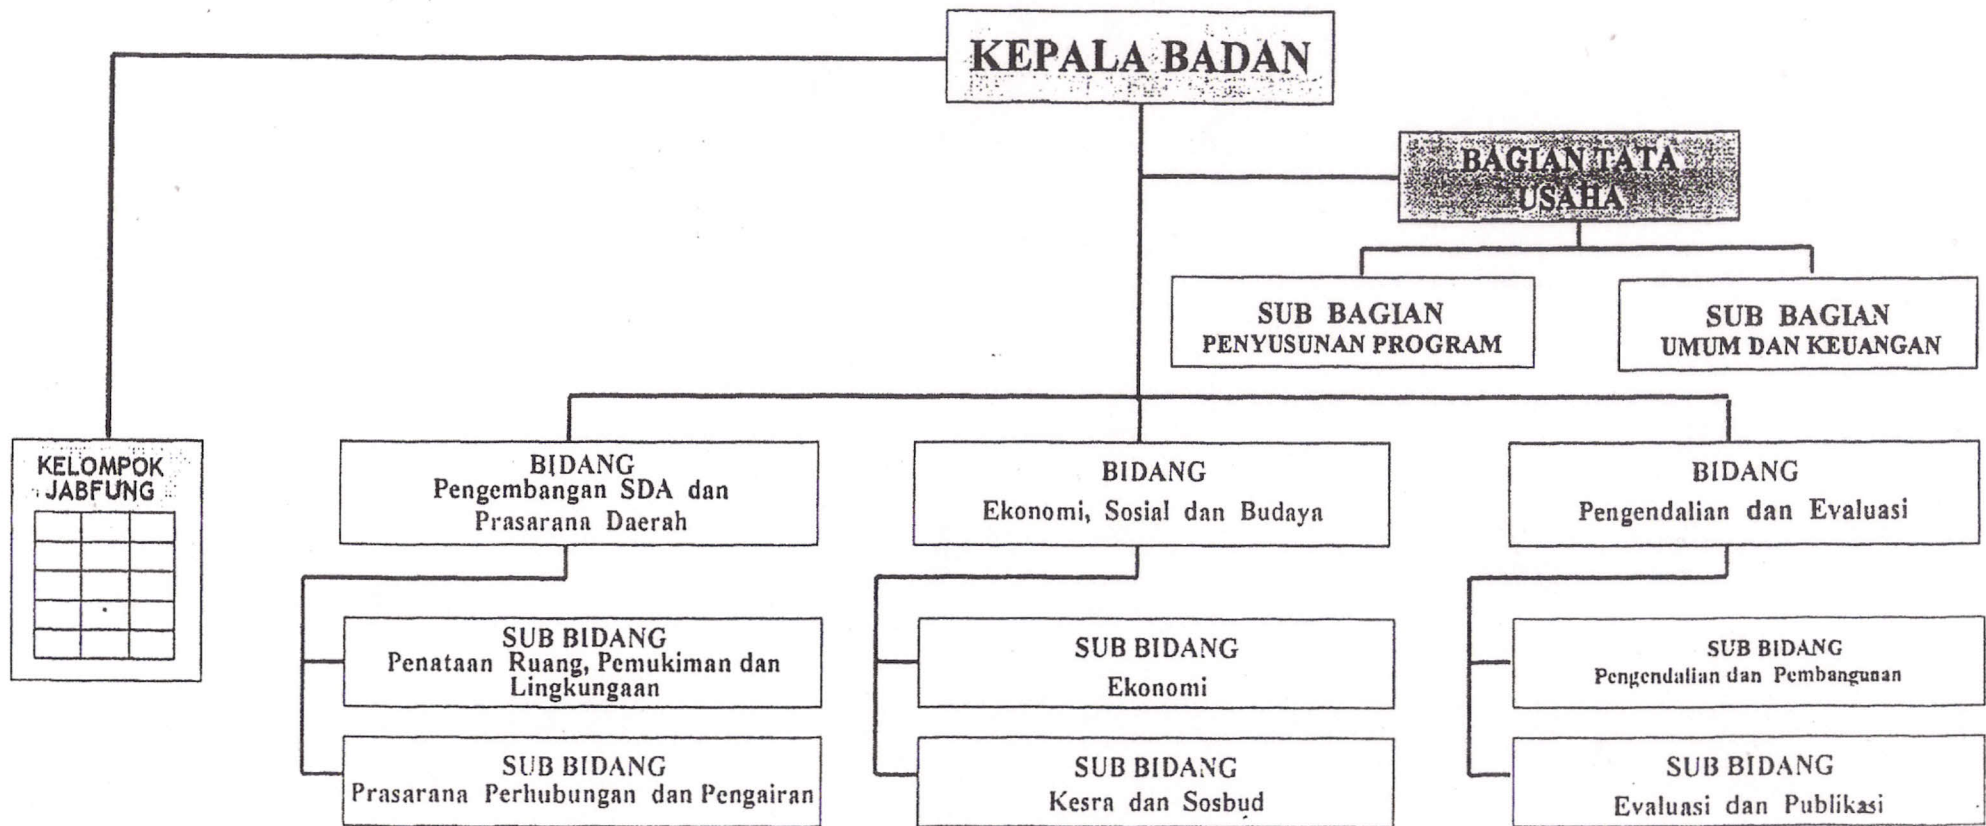 KEPALA BADAN
BAGIAN TATA
USAHA
SUB BAGIAN
PENYUSUNAN PROGRAM
SUB BAGIAN
UMUM DAN KEUANGAN
KELOMPOK
JABFUNG
BIDANG
Pengembangan SDA dan
Prasarana Daerah
BIDANG
Ekonomi, Sosial dan Budaya
BIDANG
Pengendalian dan Evaluasi
SUB BIDANG
Penataan Ruang, Pemukiman dan
Lingkungaan
SUB BIDANG
Ekonomi
SUB BIDANG
Pengendalian dan Pembangunan
SUB BIDANG
Prasarana Perhubungan dan Pengairan
SUB BIDANG
Kesra dan Sosbud
SUB BIDANG
Evaluasi dan Publikasi